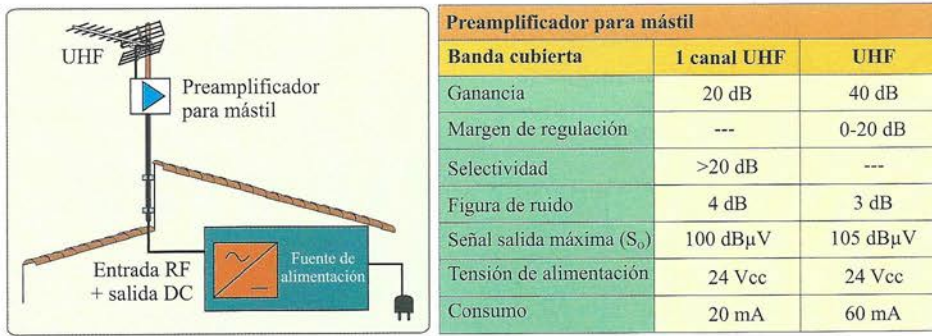 UHF
Preamplificador
para mástil
Entrada RF
+ salida DC
Fuente de
alimentación
Preamplificador para mástil
Banda cubierta 1 canal UHF UHF
Ganancia 20 dB 40 dB
Margen de regulación --- 0-20 dB
Selectividad >20 dB ---
Figura de ruido 4 dB 3 dB
Señal salida máxima (S₀) 100 dBµV 105 dBµV
Tensión de alimentación 24 Vcc 24 Vcc
Consumo 20 mA 60 mA